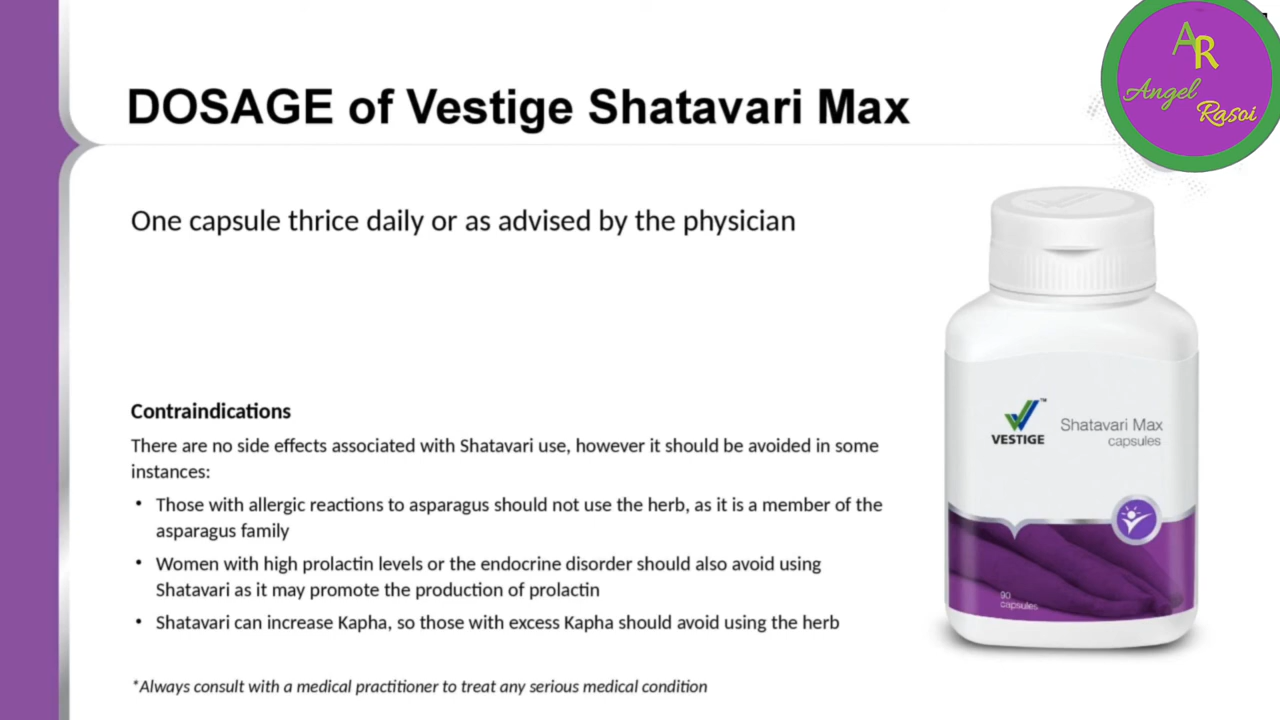 DOSAGE of Vestige Shatavari Max
AR
Angel
Rasoi
One capsule thrice daily or as advised by the physician
Contraindications
There are no side effects associated with Shatavari use, however it should be avoided in some
instances:
• Those with allergic reactions to asparagus should not use the herb, as it is a member of the
asparagus family
• Women with high prolactin levels or the endocrine disorder should also avoid using
Shatavari as it may promote the production of prolactin
• Shatavari can increase Kapha, so those with excess Kapha should avoid using the herb
*Always consult with a medical practitioner to treat any serious medical condition
TM
VESTIGE
Shatavari Max
capsules
90
capsules